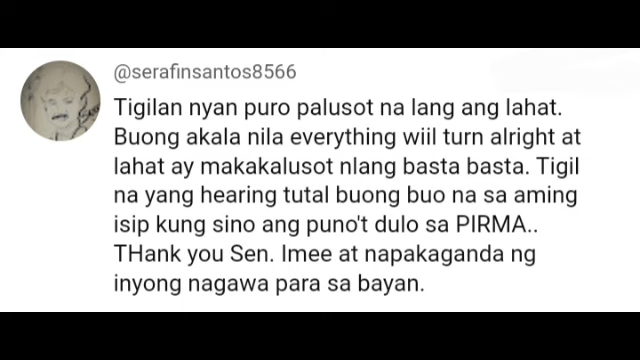 @serafinsantos8566
Tigilan nyan puro palusot na lang ang lahat.
Buong akala nila everything wiil turn alright at
lahat ay makakalusot nlang basta basta. Tigil
na yang hearing tutal buong buo na sa aming
isip kung sino ang puno't dulo sa PIRMA..
THank you Sen. Imee at napakaganda ng
inyong nagawa para sa bayan.